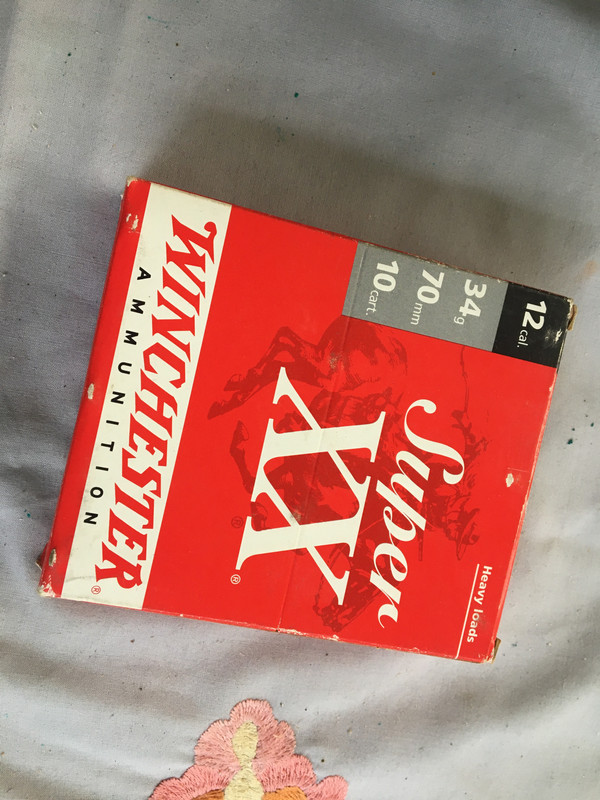 12 cal.
34 g
70 mm
10 cart.
Heavy loads
Super
XX ®
®
WINCHESTER ®
AMMUNITION